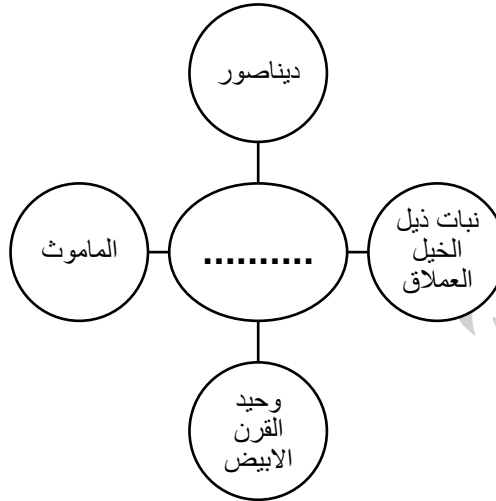 ديناصور
الماموث
..........
نبات ذيل
الخيل
العملاق
وحيد
القرن
الابيض